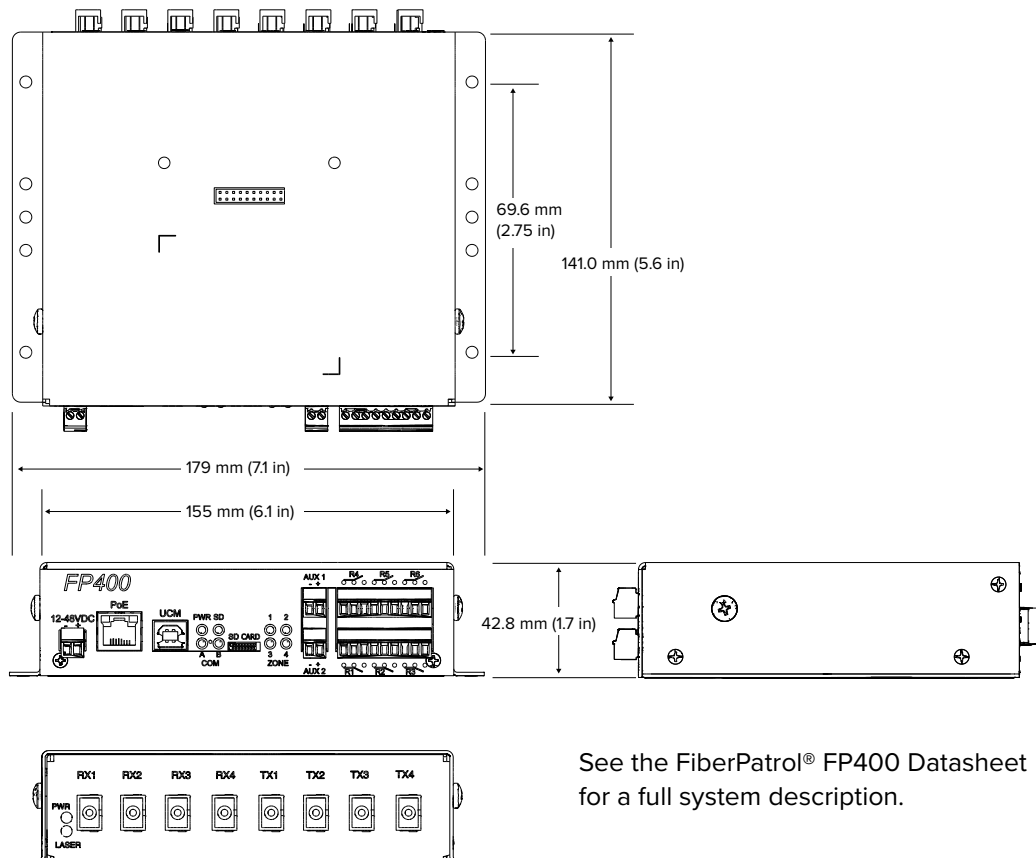 69.6 mm
(2.75 in)
141.0 mm (5.6 in)
179 mm (7.1 in)
155 mm (6.1 in)
FP400
AUX 1
- +
R4 R5 R6
12-48VDC
- +
PoE
UCM
PWR SD
A B
COM
SD CARD
1 2
3 4
ZONE
- +
AUX 2
R1 R2 R3
42.8 mm (1.7 in)
RX1 RX2 RX3 RX4 TX1 TX2 TX3 TX4
PWR
LASER
See the FiberPatrol® FP400 Datasheet
for a full system description.